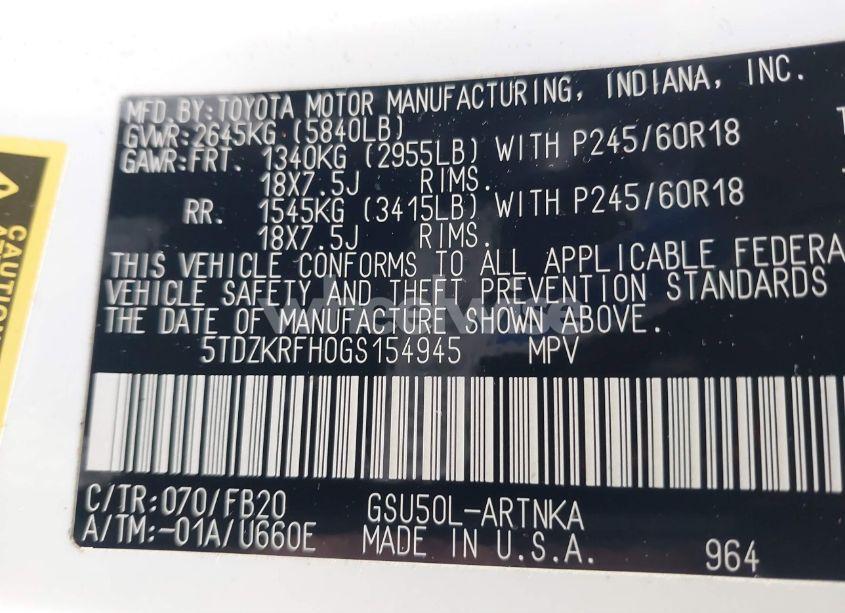 MFD.BY:TOYOTA MOTOR MANUFACTURING, INDIANA, INC.
GVWR:2645KG (5840LB)
GAWR:FRT. 1340KG (2955LB) WITH P245/60R18
18X7.5J RIMS.
RR. 1545KG (3415LB) WITH P245/60R18
18X7.5J RIMS.
THIS VEHICLE CONFORMS TO ALL APPLICABLE FEDERA
VEHICLE SAFETY AND THEFT PREVENTION STANDARDS
THE DATE OF MANUFACTURE SHOWN ABOVE.
5TDZKRFH0GS154945 MPV
C/TR:070/FB20 GSU50L-ARTNKA
A/TM:-01A/U660E MADE IN U.S.A. 964
CAUTION